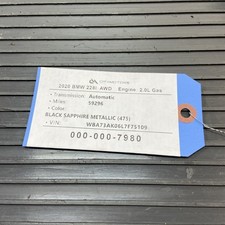 2020 BMW 228i AWD Engine 2.0L Gas
- Transmission: Automatic
- Miles: 59296
- Color:
BLACK SAPPHIRE METALLIC (475)
- VIN:
000-000-7980